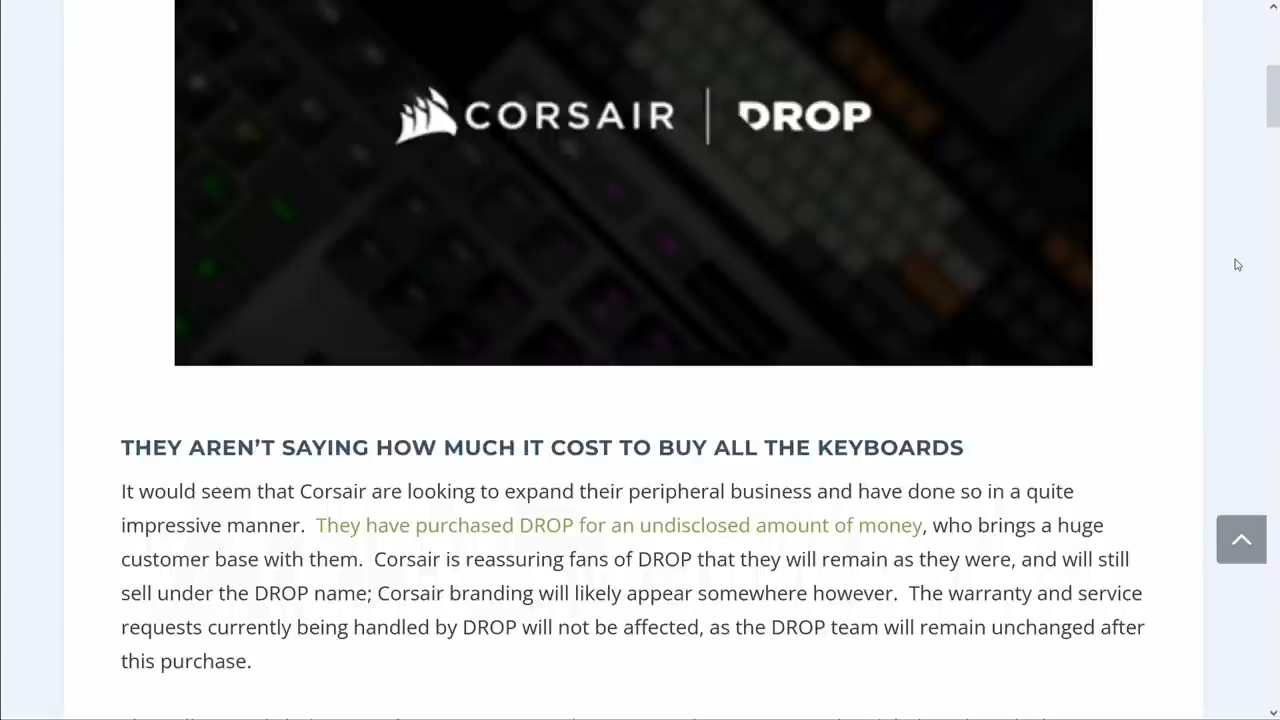 CORSAIR | DROP
THEY AREN’T SAYING HOW MUCH IT COST TO BUY ALL THE KEYBOARDS
It would seem that Corsair are looking to expand their peripheral business and have done so in a quite
impressive manner.  They have purchased DROP for an undisclosed amount of money, who brings a huge
customer base with them.  Corsair is reassuring fans of DROP that they will remain as they were, and will still
sell under the DROP name; Corsair branding will likely appear somewhere however.  The warranty and service
requests currently being handled by DROP will not be affected, as the DROP team will remain unchanged after
this purchase.